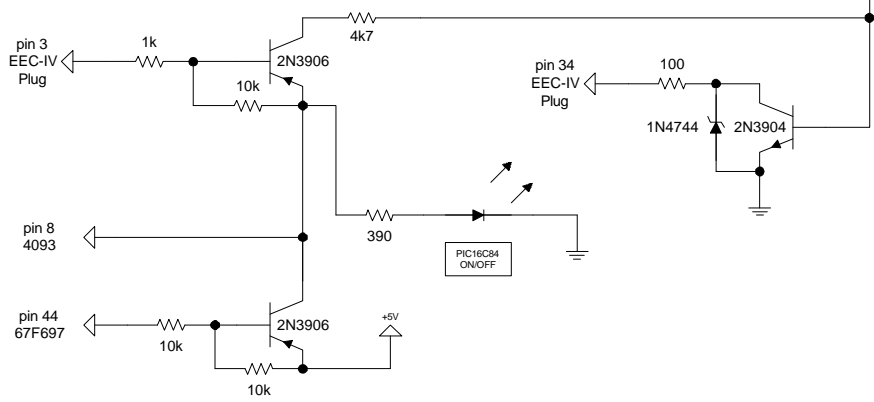 pin 3
EEC-IV
Plug
1k
2N3906
10k
4k7
pin 34
EEC-IV
Plug
100
1N4744
2N3904
pin 8
4093
390
PIC16C84
ON/OFF
pin 44
67F697
10k
2N3906
10k
+5V